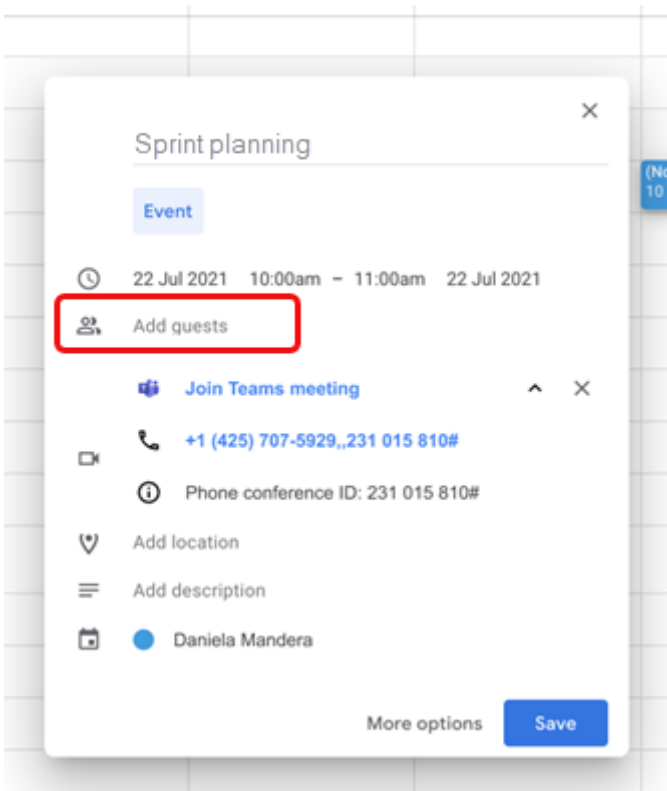 Sprint planning
(No
10
Event
22 Jul 2021 10:00am – 11:00am 22 Jul 2021
Add guests
Join Teams meeting
+1 (425) 707-5929,,231 015 810#
Phone conference ID: 231 015 810#
Add location
Add description
Daniela Mandera
More options Save